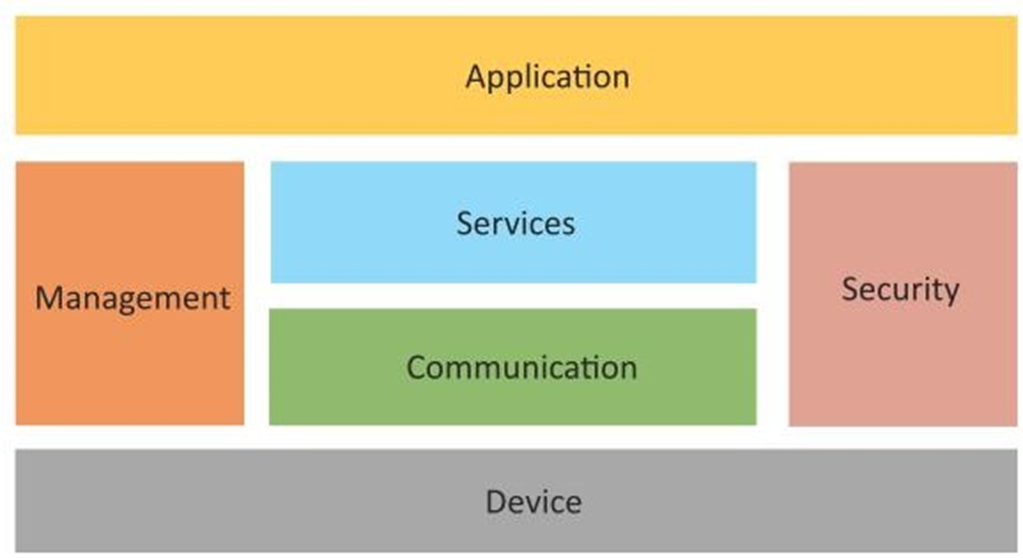 Application
Services
Management
Security
Communication
Device